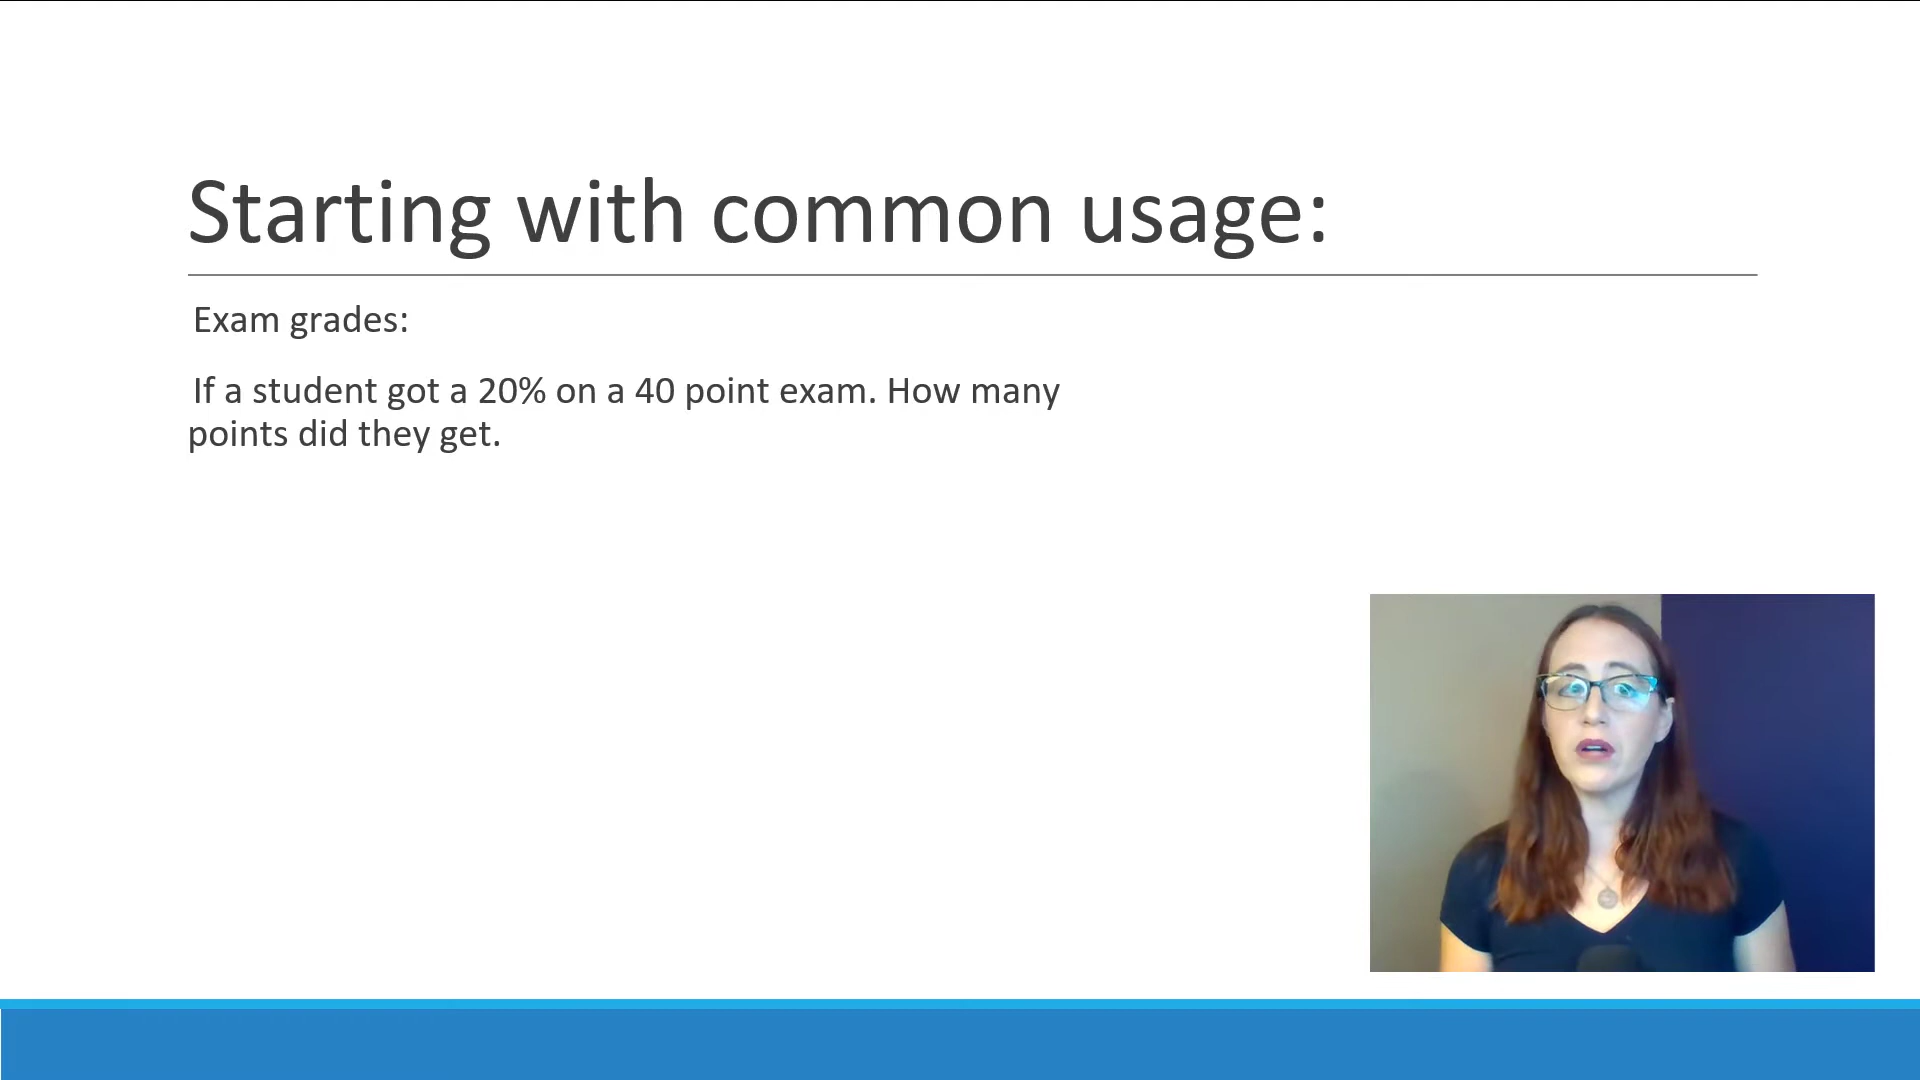 Starting with common usage:
Exam grades:
If a student got a 20% on a 40 point exam. How many
points did they get.